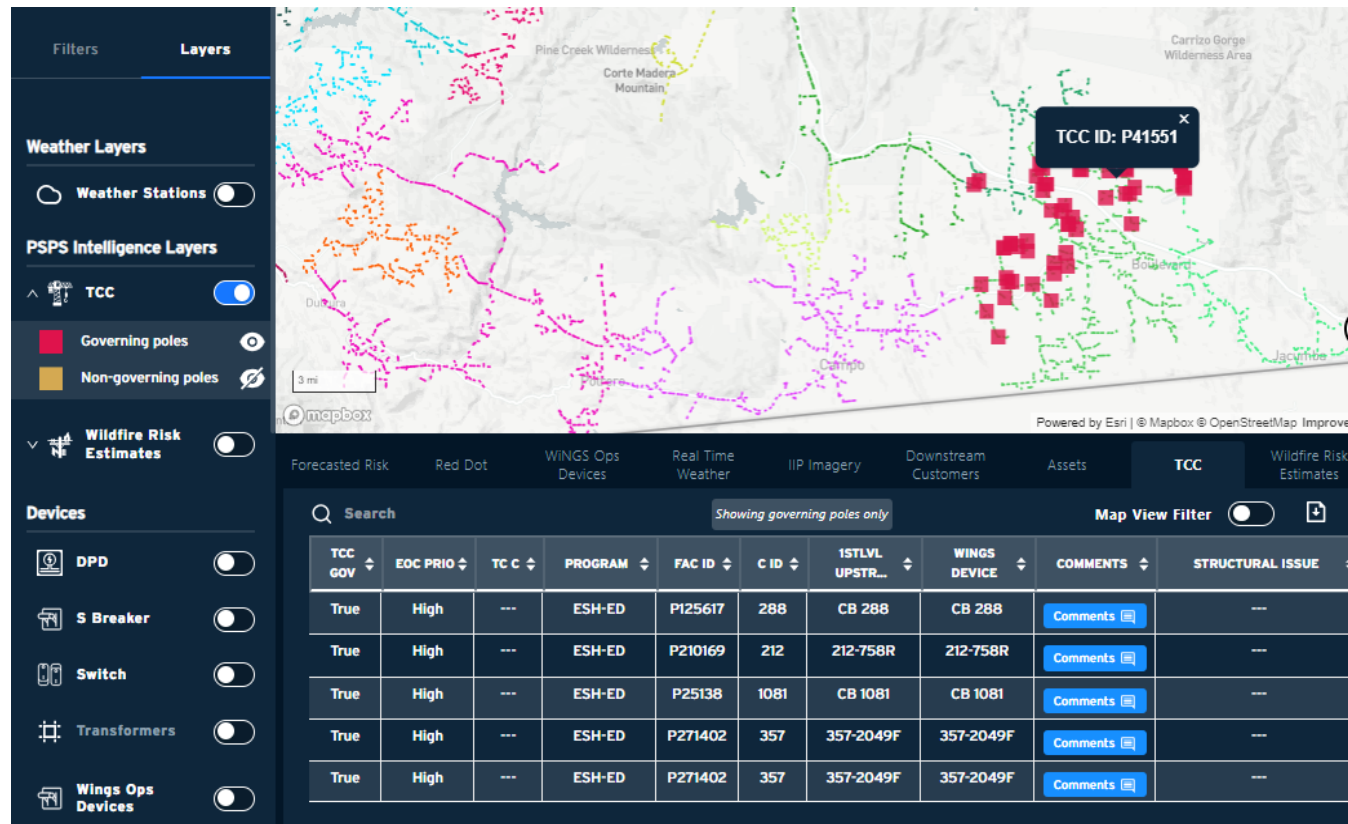 Filters
Layers
Weather Layers
Weather Stations
PSPS Intelligence Layers
TCC
Governing poles
Non-governing poles
Wildfire Risk
Estimates
Devices
DPD
S Breaker
Switch
Transformers
Wings Ops
Devices
Pine Creek Wilderness
Corte Madera
Mountain
Carrizo Gorge
Wilderness Area
TCC ID: P41551
Boulevard
Jacumba
Campo
Potrero
3 mi
mapbox
Powered by Esri | © Mapbox © OpenStreetMap Improve
Forecasted Risk
Red Dot
WiNGS Ops
Devices
Real Time
Weather
IIP Imagery
Downstream
Customers
Assets
TCC
Wildfire Risk
Estimates
Search
Showing governing poles only
Map View Filter
TCC GOV EOC PRIO TC C PROGRAM FAC ID C ID 1STLVL UPSTR... WINGS DEVICE COMMENTS STRUCTURAL ISSUE
True High --- ESH-ED P125617 288 CB 288 CB 288 Comments ---
True High --- ESH-ED P210169 212 212-758R 212-758R Comments ---
True High --- ESH-ED P25138 1081 CB 1081 CB 1081 Comments ---
True High --- ESH-ED P271402 357 357-2049F 357-2049F Comments ---
True High --- ESH-ED P271402 357 357-2049F 357-2049F Comments ---